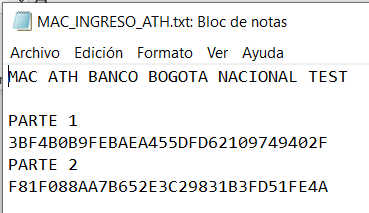 MAC_INGRESO_ATH.txt: Bloc de notas
Archivo Edición Formato Ver Ayuda
MAC ATH BANCO BOGOTA NACIONAL TEST
PARTE 1
3BF4B0B9FEBAEA455DFD62109749402F
PARTE 2
F81F088AA7B652E3C29831B3FD51FE4A